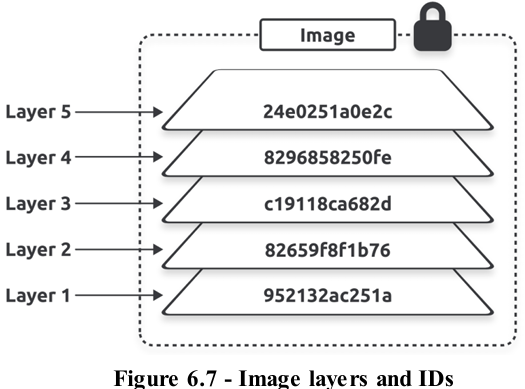 Image
Layer 5 24e0251a0e2c
Layer 4 8296858250fe
Layer 3 c19118ca682d
Layer 2 82659f8f1b76
Layer 1 952132ac251a
Figure 6.7 - Image layers and IDs